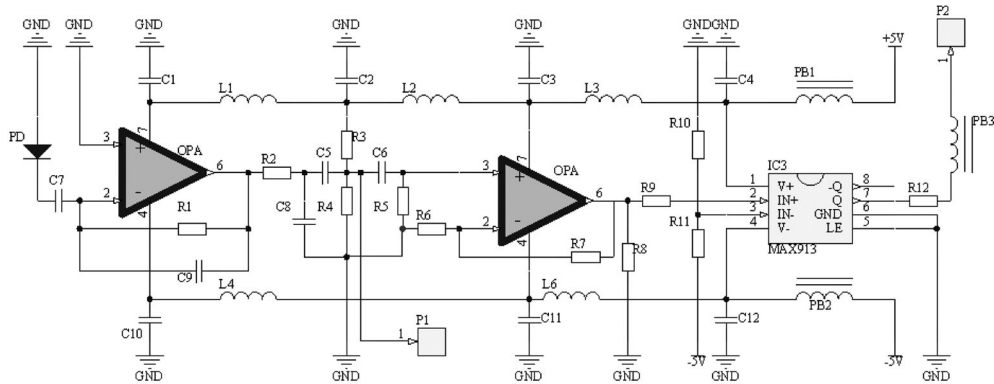 GND GND GND GND GND GND GND P2
+5V
1
C1 C2 C3 C4
L1 L2 L3 PB1
PD
3 7 OPA R3 R10 PB3
+
6 R2 C5 C6 3 7 OPA IC3
+
C7 2 - 4
1 V+ -Q 8
2 IN+ Q 7 R12
3 IN- GND 6
4 V- LE 5
MAX913
R1 C8 R4 R5 R6 2 - 4 6 R9 R11
C9 R7 R8
L4 L6 PB2
C10 1 P1 C11 C12
-5V -5V
GND GND GND GND GND GND